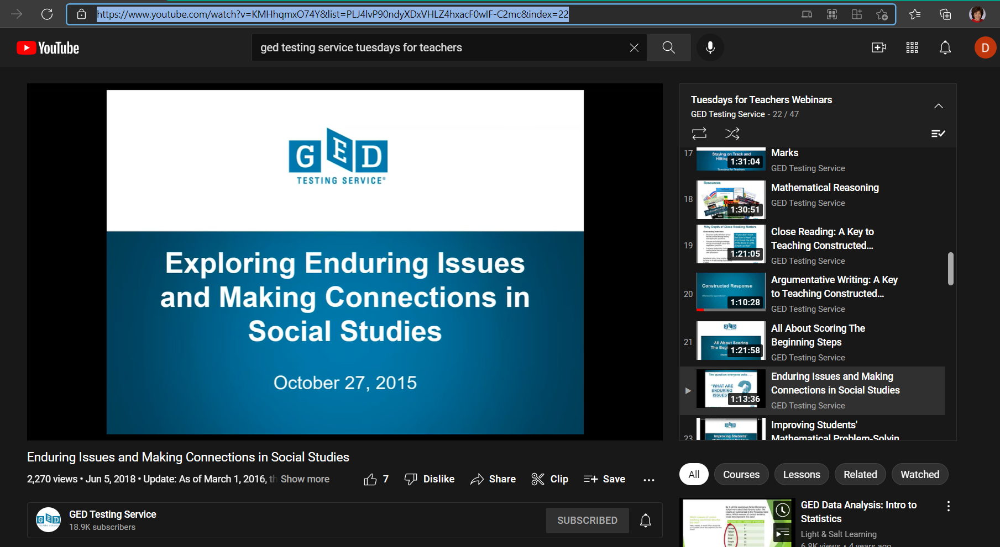 https://www.youtube.com/watch?v=KMHhqmxO74Y&list=PLJ4lvP90ndyXDxVHLZ4hxacF0wIF-C2mc&index=22
YouTube
ged testing service tuesdays for teachers
D
GED
TESTING SERVICE®
Exploring Enduring Issues
and Making Connections in
Social Studies
October 27, 2015
Enduring Issues and Making Connections in Social Studies
2,270 views • Jun 5, 2018 • Update: As of March 1, 2016, th Show more
7
Dislike
Share
Clip
Save
GED
TESTING SERVICE
GED Testing Service
18.9K subscribers
SUBSCRIBED
Tuesdays for Teachers Webinars
GED Testing Service - 22 / 47
17
Staying on Track and
Hitting
Tuesdays for Teachers
1:31:04
Marks
GED Testing Service
18
Resources
1:30:51
Mathematical Reasoning
GED Testing Service
19
Why Depth of Close Reading Matters
1:21:05
Close Reading: A Key to
Teaching Constructed...
GED Testing Service
20
Constructed Response
1:10:28
Argumentative Writing: A Key
to Teaching Constructed...
GED Testing Service
21
GED
All About Scoring
The Beg
1:21:58
All About Scoring The
Beginning Steps
GED Testing Service
The question everyone asks....
"WHAT ARE
ENDURING
ISSUES
?
1:13:36
Enduring Issues and Making
Connections in Social Studies
GED Testing Service
23
GED
Improving Students'
Improving Students'
Mathematical Problem-Solvin
All
Courses
Lessons
Related
Watched
GED Data Analysis: Intro to
Statistics
Light & Salt Learning
6.8K views • 4 years ago